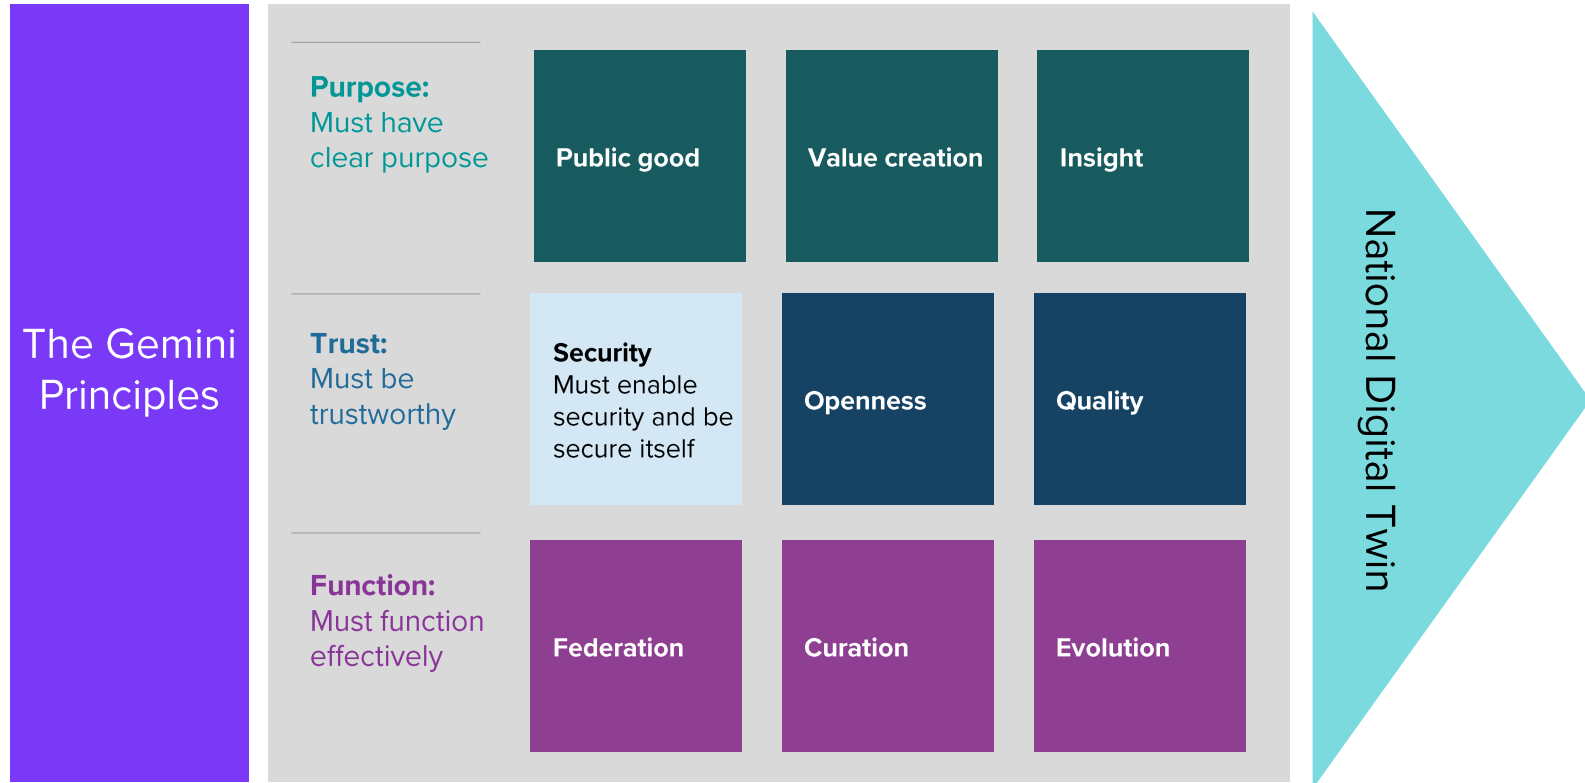 The Gemini
Principles
Purpose:
Must have
clear purpose
Public good
Value creation
Insight
Trust:
Must be
trustworthy
Security
Must enable
security and be
secure itself
Openness
Quality
Function:
Must function
effectively
Federation
Curation
Evolution
National Digital Twin